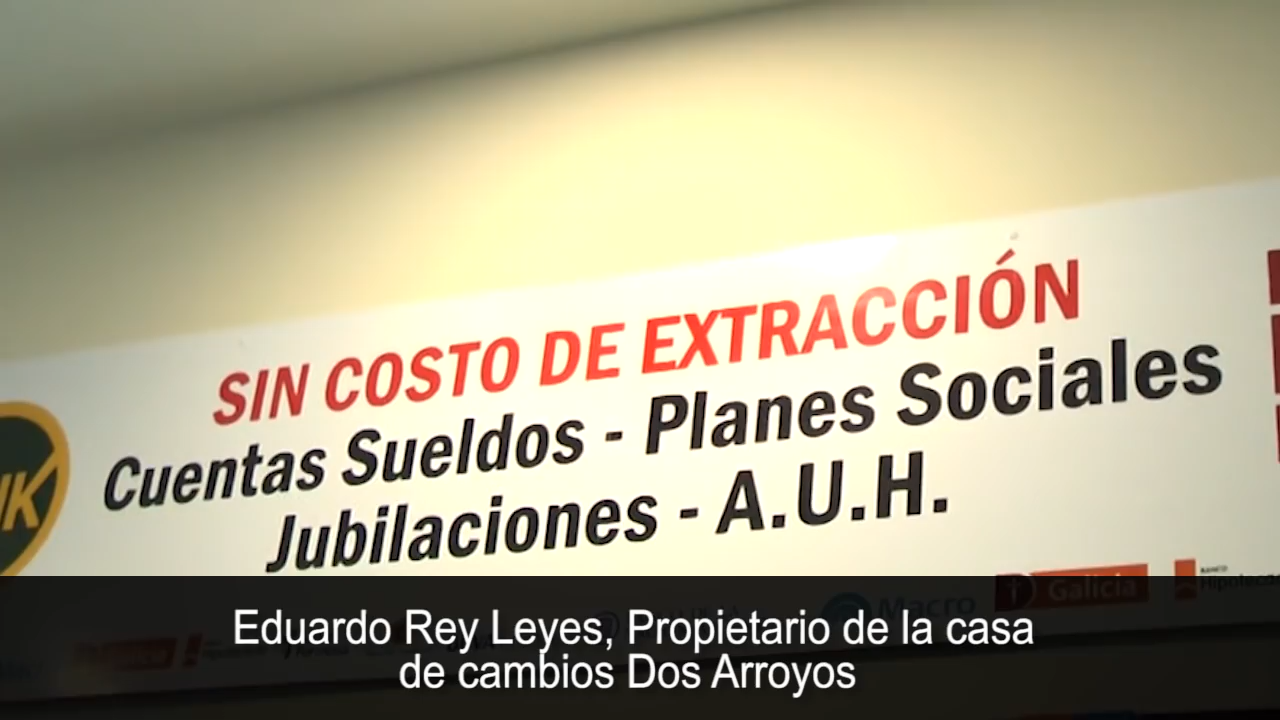 SIN COSTO DE EXTRACCIÓN
Cuentas Sueldos - Planes Sociales
Jubilaciones - A.U.H.
Macro
Galicia
BANCO
Eduardo Rey Leyes, Propietario de la casa
de cambios Dos Arroyos